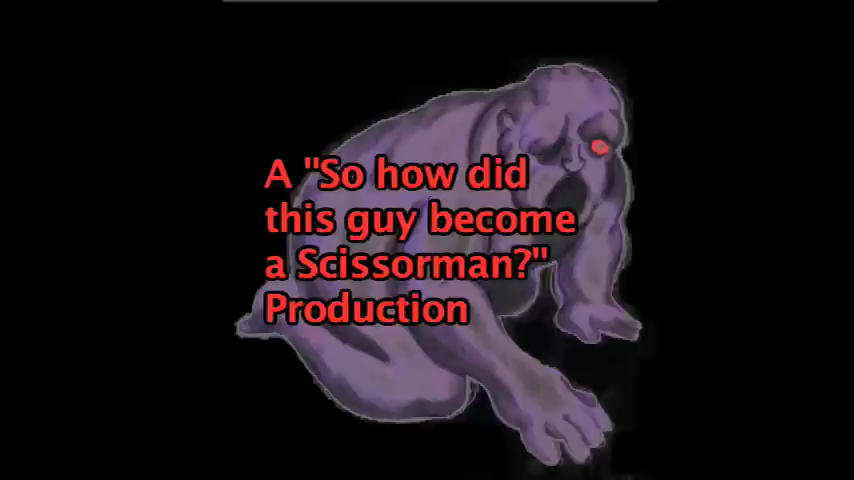 A "So how did
this guy become
a Scissorman?"
Production